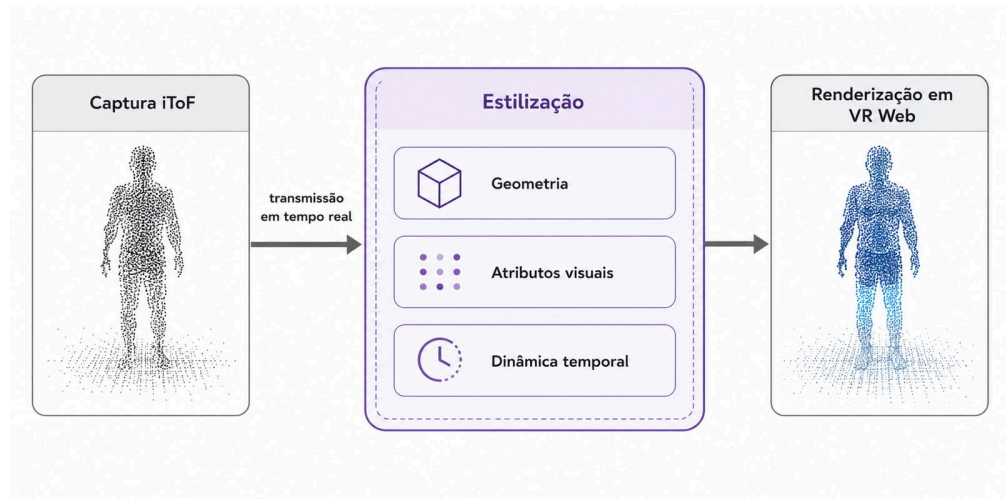 Captura iToF
transmissão
em tempo real
Estilização
Geometria
Atributos visuais
Dinâmica temporal
Renderização em
VR Web